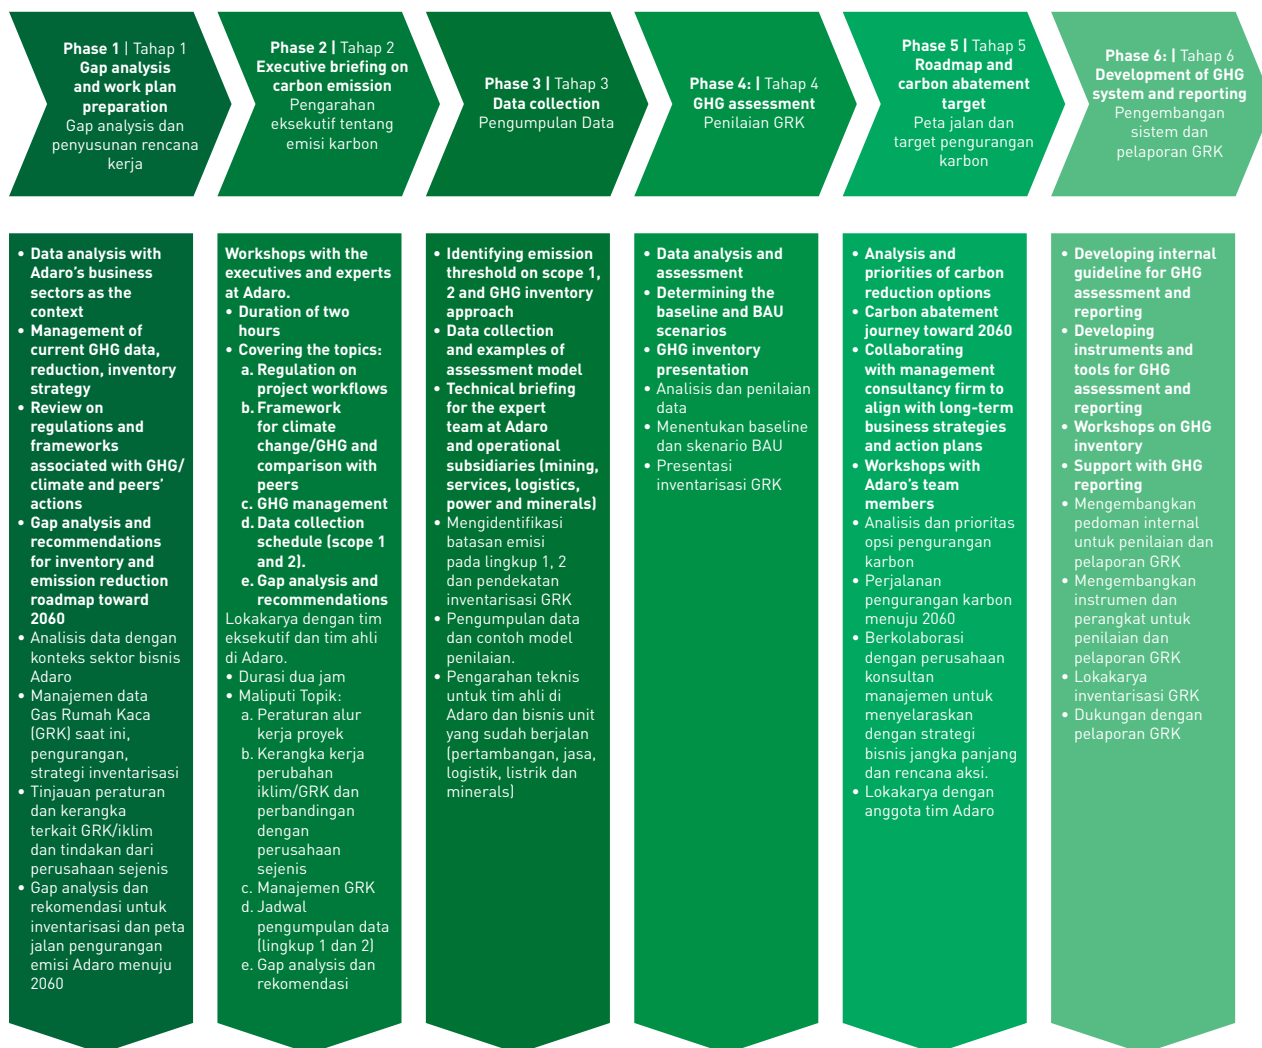 Phase 1 | Tahap 1
Gap analysis
and work plan
preparation
Gap analysis dan
penyusunan rencana
kerja
Phase 2 | Tahap 2
Executive briefing on
carbon emission
Pengarahan
eksekutif tentang
emisi karbon
Phase 3 | Tahap 3
Data collection
Pengumpulan Data
Phase 4: | Tahap 4
GHG assessment
Penilaian GRK
Phase 5 | Tahap 5
Roadmap and
carbon abatement
target
Peta jalan dan
target pengurangan
karbon
Phase 6: | Tahap 6
Development of GHG
system and reporting
Pengembangan
sistem dan
pelaporan GRK
• Data analysis with
Adaro's business
sectors as the
context
• Management of
current GHG data,
reduction, inventory
strategy
• Review on
regulations and
frameworks
associated with GHG/
climate and peers'
actions
• Gap analysis and
recommendations
for inventory and
emission reduction
roadmap toward
2060
• Analisis data dengan
konteks sektor bisnis
Adaro
• Manajemen data
Gas Rumah Kaca
(GRK) saat ini,
pengurangan,
strategi inventarisasi
• Tinjauan peraturan
dan kerangka
terkait GRK/iklim
dan tindakan dari
perusahaan sejenis
• Gap analysis dan
rekomendasi untuk
inventarisasi dan peta
jalan pengurangan
emisi Adaro menuju
2060
Workshops with the
executives and experts
at Adaro.
• Duration of two
hours
• Covering the topics:
a. Regulation on
project workflows
b. Framework
for climate
change/GHG and
comparison with
peers
c. GHG management
d. Data collection
schedule (scope 1
and 2).
e. Gap analysis and
recommendations
Lokakarya dengan tim
eksekutif dan tim ahli
di Adaro.
• Durasi dua jam
• Maliputi Topik:
a. Peraturan alur
kerja proyek
b. Kerangka kerja
perubahan
iklim/GRK dan
perbandingan
dengan
perusahaan
sejenis
c. Manajemen GRK
d. Jadwal
pengumpulan data
(lingkup 1 dan 2)
e. Gap analysis dan
rekomendasi
• Identifying emission
threshold on scope 1,
2 and GHG inventory
approach
• Data collection
and examples of
assessment model
• Technical briefing
for the expert
team at Adaro
and operational
subsidiaries (mining,
services, logistics,
power and minerals)
• Mengidentifikasi
batasan emisi
pada lingkup 1, 2
dan pendekatan
inventarisasi GRK
• Pengumpulan data
dan contoh model
penilaian.
• Pengarahan teknis
untuk tim ahli di
Adaro dan bisnis unit
yang sudah berjalan
(pertambangan, jasa,
logistik, listrik dan
minerals)
• Data analysis and
assessment
• Determining the
baseline and BAU
scenarios
• GHG inventory
presentation
• Analisis dan penilaian
data
• Menentukan baseline
dan skenario BAU
• Presentasi
inventarisasi GRK
• Analysis and
priorities of carbon
reduction options
• Carbon abatement
journey toward 2060
• Collaborating
with management
consultancy firm to
align with long-term
business strategies
and action plans
• Workshops with
Adaro's team
members
• Analisis dan prioritas
opsi pengurangan
karbon
• Perjalanan
pengurangan karbon
menuju 2060
• Berkolaborasi
dengan perusahaan
konsultan
manajemen untuk
menyelaraskan
dengan strategi
bisnis jangka panjang
dan rencana aksi.
• Lokakarya dengan
anggota tim Adaro
• Developing internal
guideline for GHG
assessment and
reporting
• Developing
instruments and
tools for GHG
assessment and
reporting
• Workshops on GHG
inventory
• Support with GHG
reporting
• Mengembangkan
pedoman internal
untuk penilaian dan
pelaporan GRK
• Mengembangkan
instrumen dan
perangkat untuk
penilaian dan
pelaporan GRK
• Lokakarya
inventarisasi GRK
• Dukungan dengan
pelaporan GRK